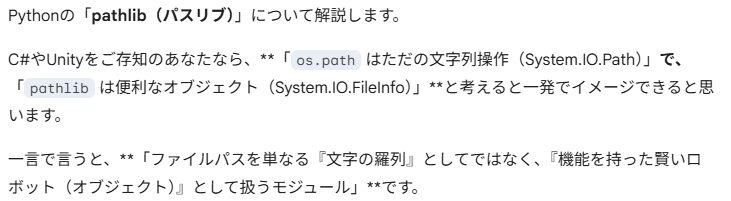 Pythonの「pathlib（パスリブ）」について解説します。
C#やUnityをご存知のあなたなら、**「os.path はただの文字列操作（System.IO.Path）」で、
「pathlib は便利なオブジェクト（System.IO.FileInfo）」**と考えると一発でイメージできると思
います。
一言で言うと、**「ファイルパスを単なる『文字の羅列』としてではなく、『機能を持った賢いロ
ボット（オブジェクト）』として扱うモジュール」**です。